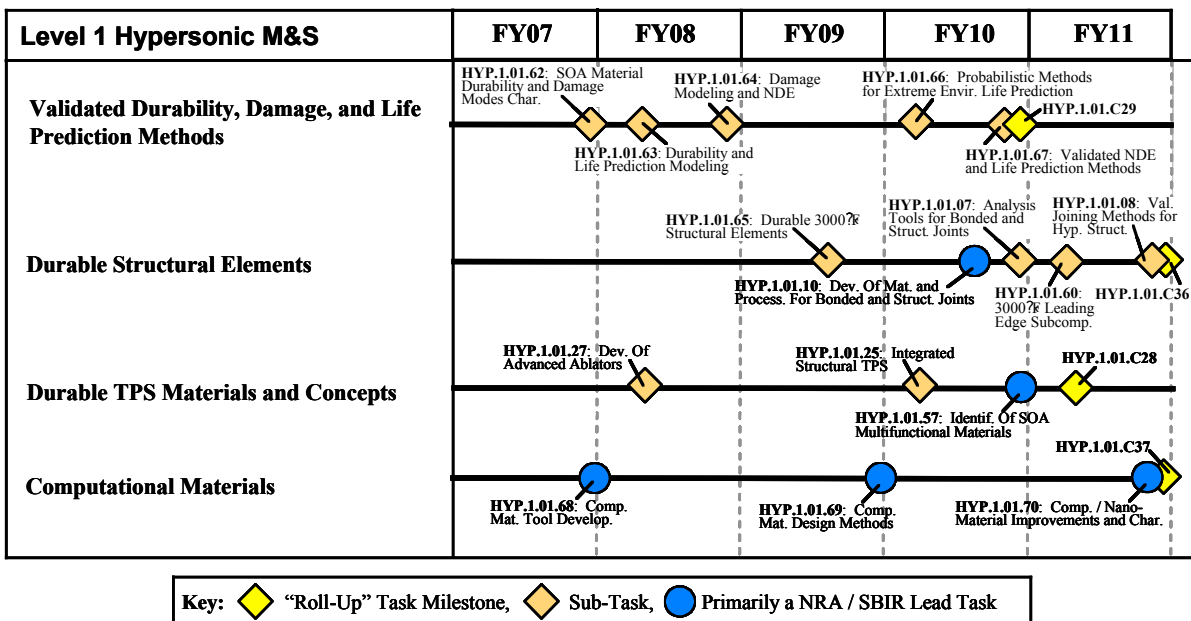 Level 1 Hypersonic M&S
FY07
FY08
FY09
FY10
FY11
Validated Durability, Damage, and Life
Prediction Methods
HYP.1.01.62: SOA Material
Durability and Damage
Modes Char.
HYP.1.01.63: Durability and
Life Prediction Modeling
HYP.1.01.64: Damage
Modeling and NDE
HYP.1.01.66: Probabilistic Methods
for Extreme Envir. Life Prediction
HYP.1.01.C29
HYP.1.01.67: Validated NDE
and Life Prediction Methods
Durable Structural Elements
HYP.1.01.65: Durable 3000?F
Structural Elements
HYP.1.01.10: Dev. Of Mat. and
Process. For Bonded and Struct. Joints
HYP.1.01.07: Analysis
Tools for Bonded and
Struct. Joints
HYP.1.01.60:
3000?F Leading
Edge Subcomp.
HYP.1.01.08: Val.
Joining Methods for
Hyp. Struct.
HYP.1.01.C36
Durable TPS Materials and Concepts
HYP.1.01.27: Dev. Of
Advanced Ablators
HYP.1.01.25: Integrated
Structural TPS
HYP.1.01.57: Identif. Of SOA
Multifunctional Materials
HYP.1.01.C28
Computational Materials
HYP.1.01.68: Comp.
Mat. Tool Develop.
HYP.1.01.69: Comp.
Mat. Design Methods
HYP.1.01.C37
HYP.1.01.70: Comp. / Nano-
Material Improvements and Char.
Key: "Roll-Up" Task Milestone, Sub-Task, Primarily a NRA / SBIR Lead Task